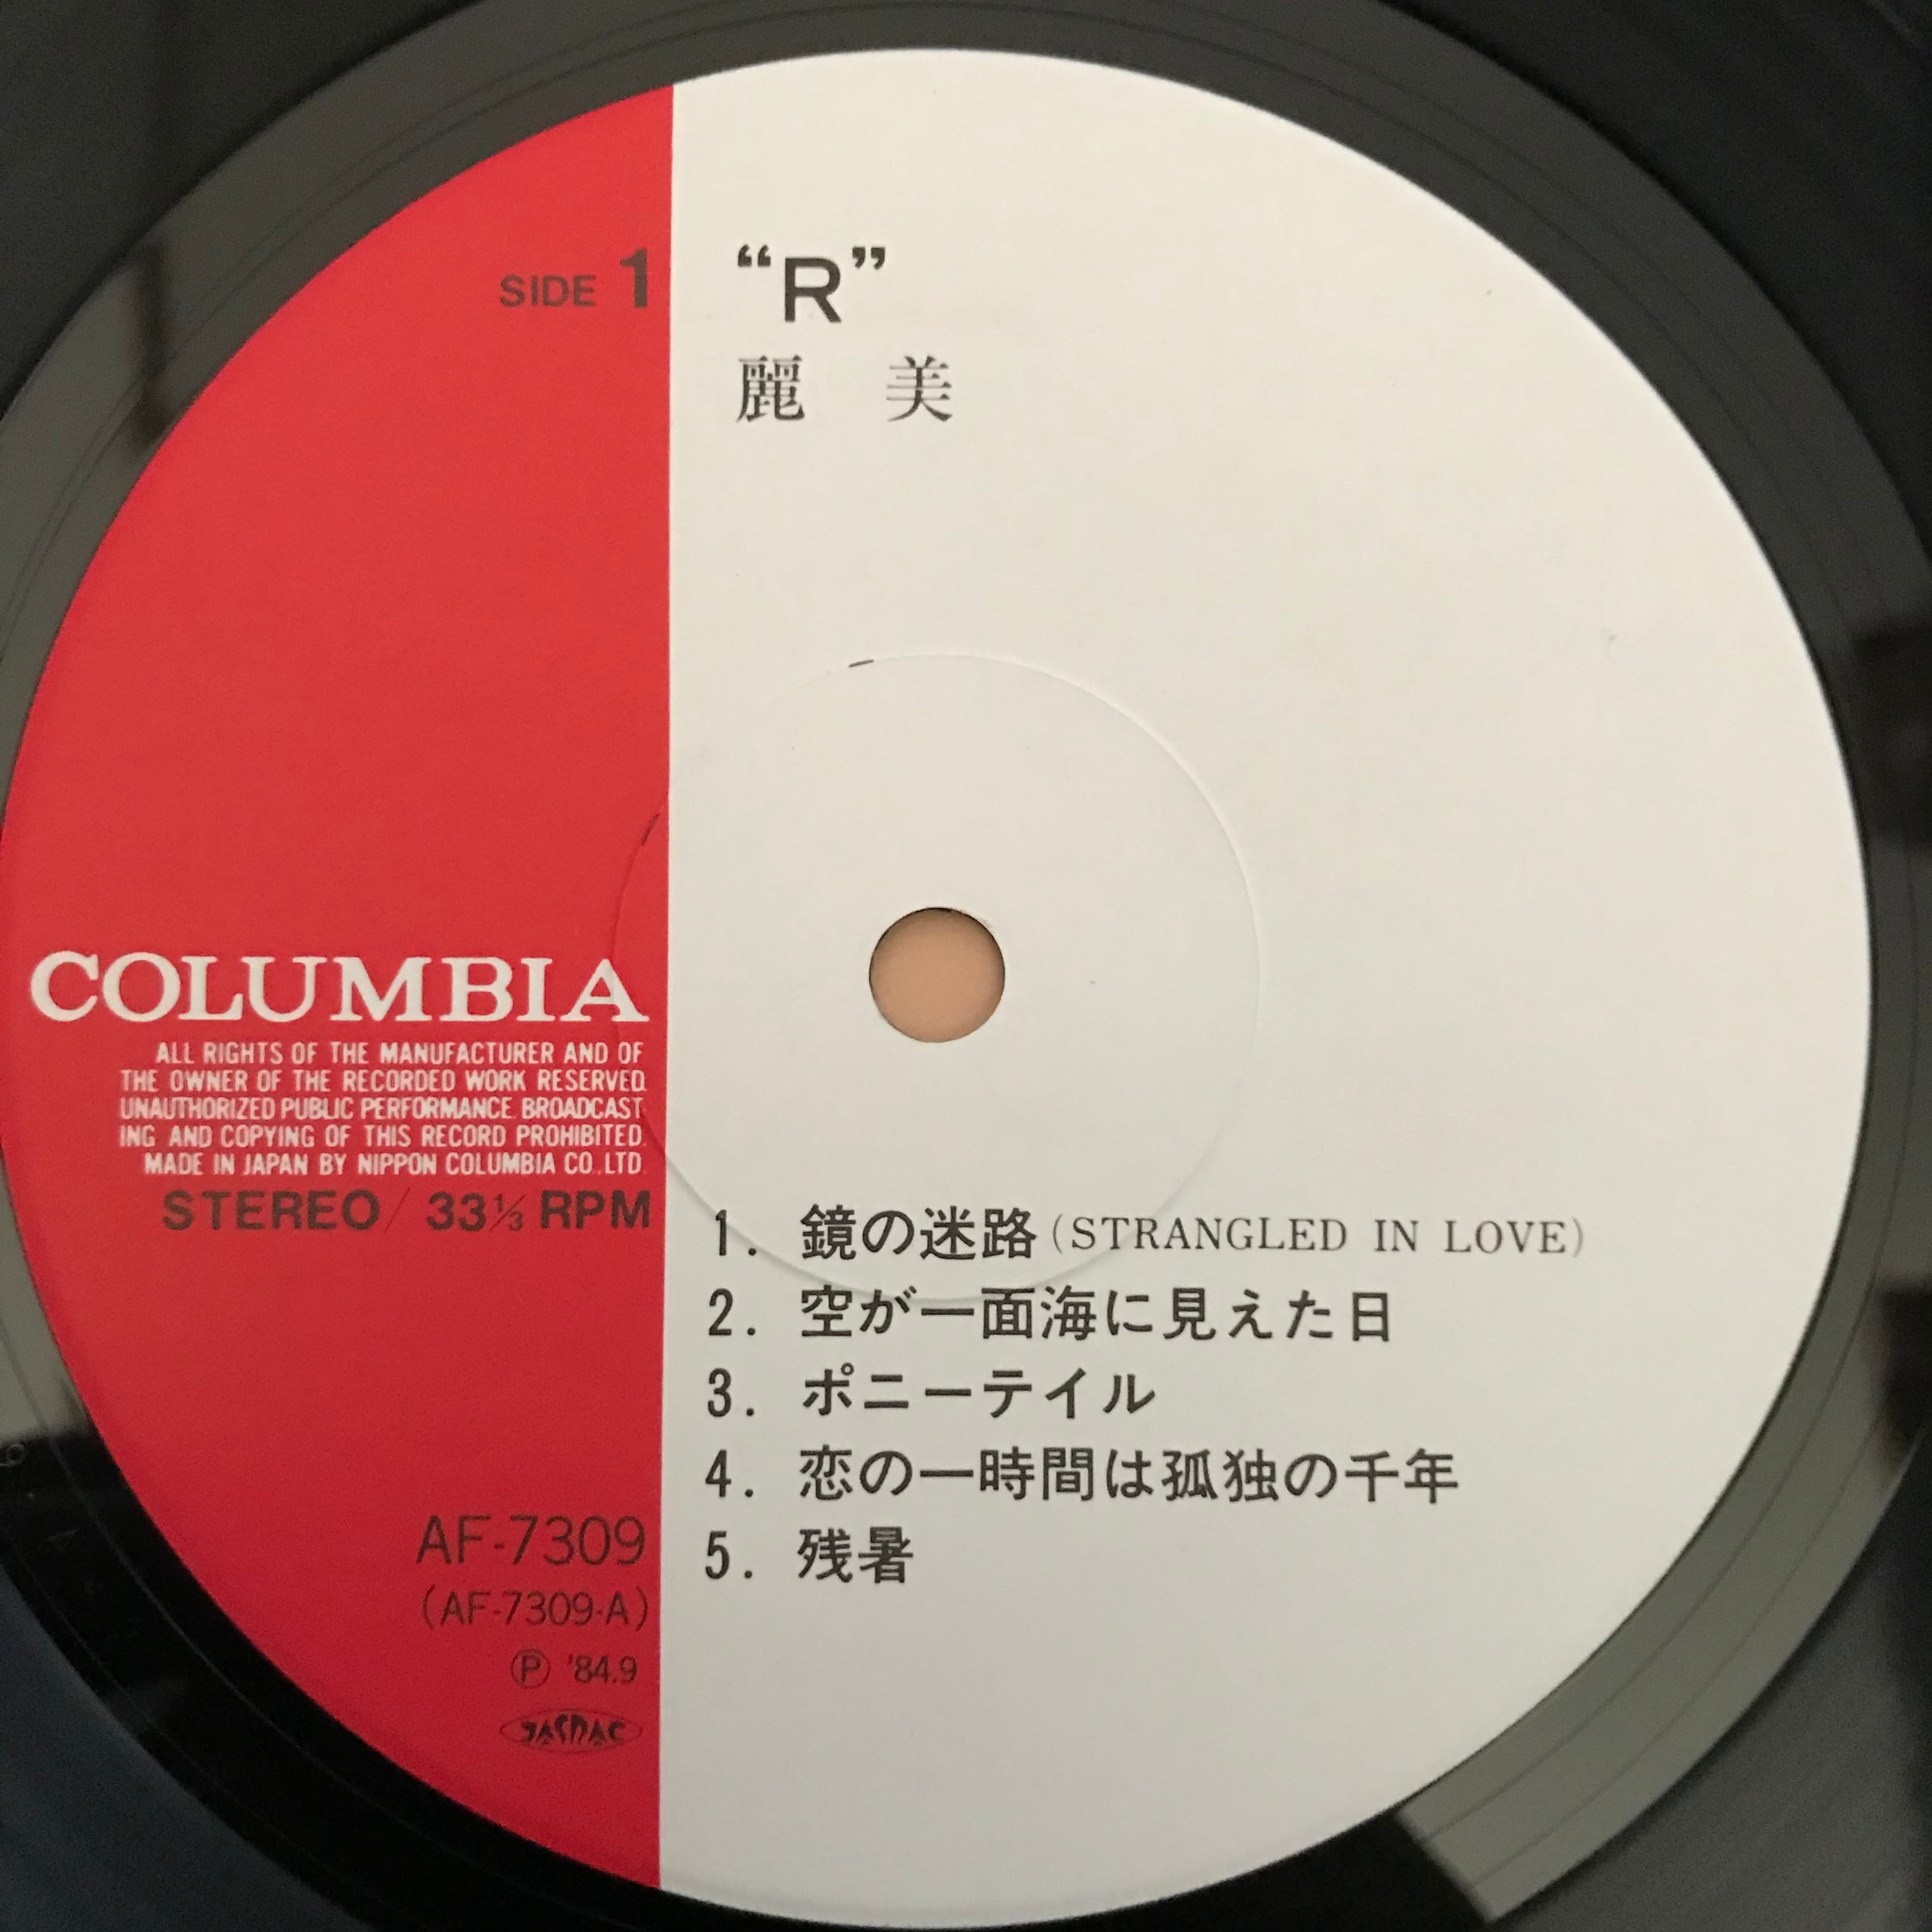 SIDE 1
“R”
麗 美
COLUMBIA
ALL RIGHTS OF THE MANUFACTURER AND OF
THE OWNER OF THE RECORDED WORK RESERVED.
UNAUTHORIZED PUBLIC PERFORMANCE. BROADCAST
ING AND COPYING OF THIS RECORD PROHIBITED.
MADE IN JAPAN BY NIPPON COLUMBIA CO., LTD.
STEREO / 33⅓ RPM
1. 鏡の迷路 (STRANGLED IN LOVE)
2. 空が一面海に見えた日
3. ポニーテイル
4. 恋の一時間は孤独の千年
5. 残暑
AF-7309
(AF-7309-A)
Ⓟ '84.9
JASRAC